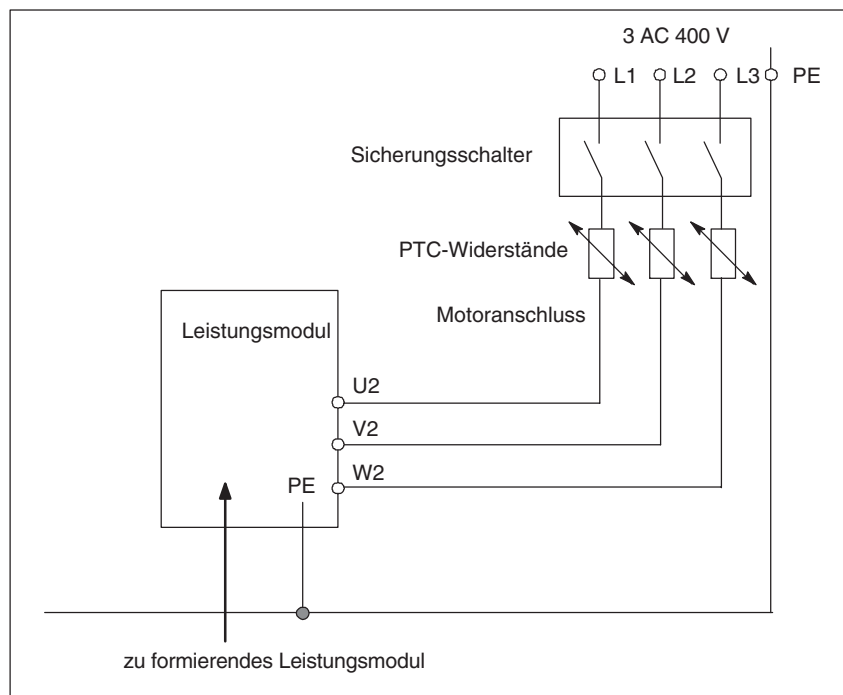 3 AC 400 V
L1 L2 L3 PE
Sicherungsschalter
PTC-Widerstände
Motoranschluss
Leistungsmodul
U2
V2
W2
PE
zu formierendes Leistungsmodul